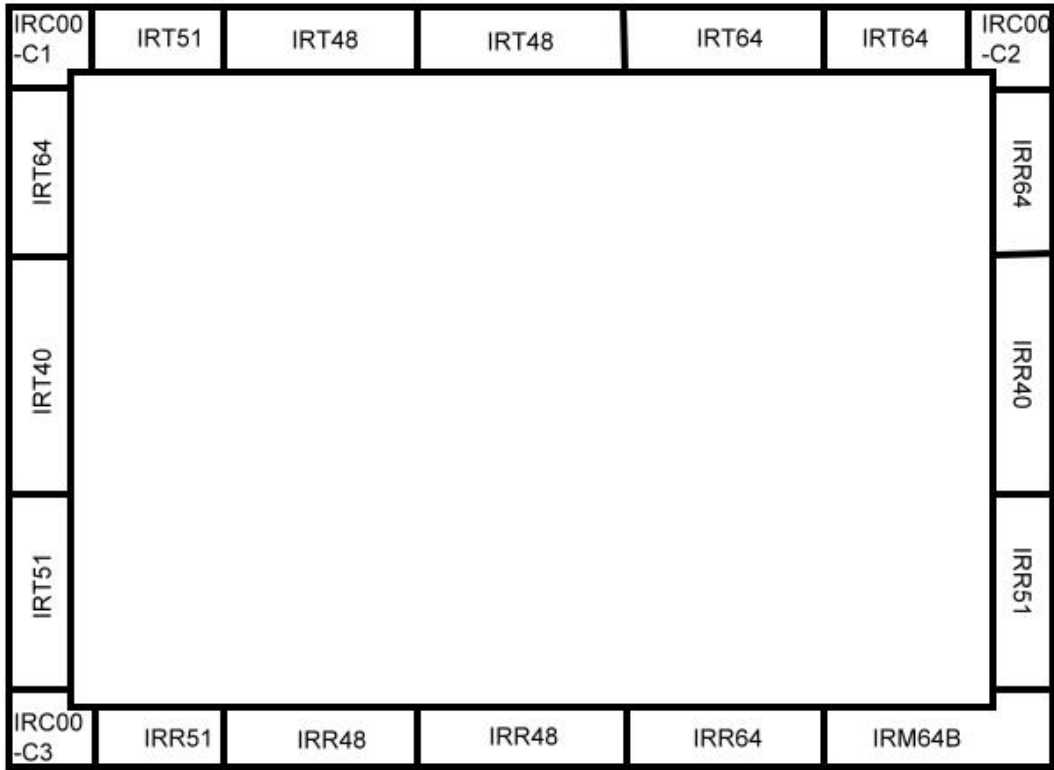 IRC00
-C1
IRT51
IRT48
IRT48
IRT64
IRT64
IRC00
-C2
IRT64
IRR64
IRT40
IRR40
IRT51
IRR51
IRC00
-C3
IRR51
IRR48
IRR48
IRR64
IRM64B